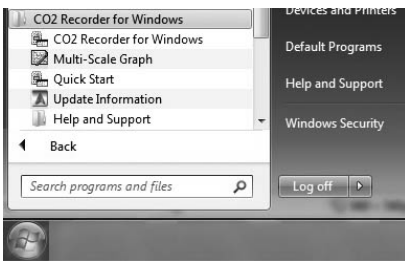 CO2 Recorder for Windows
CO2 Recorder for Windows
Multi-Scale Graph
Quick Start
Update Information
Help and Support
Back
Search programs and files
Devices and Printers
Default Programs
Help and Support
Windows Security
Log off